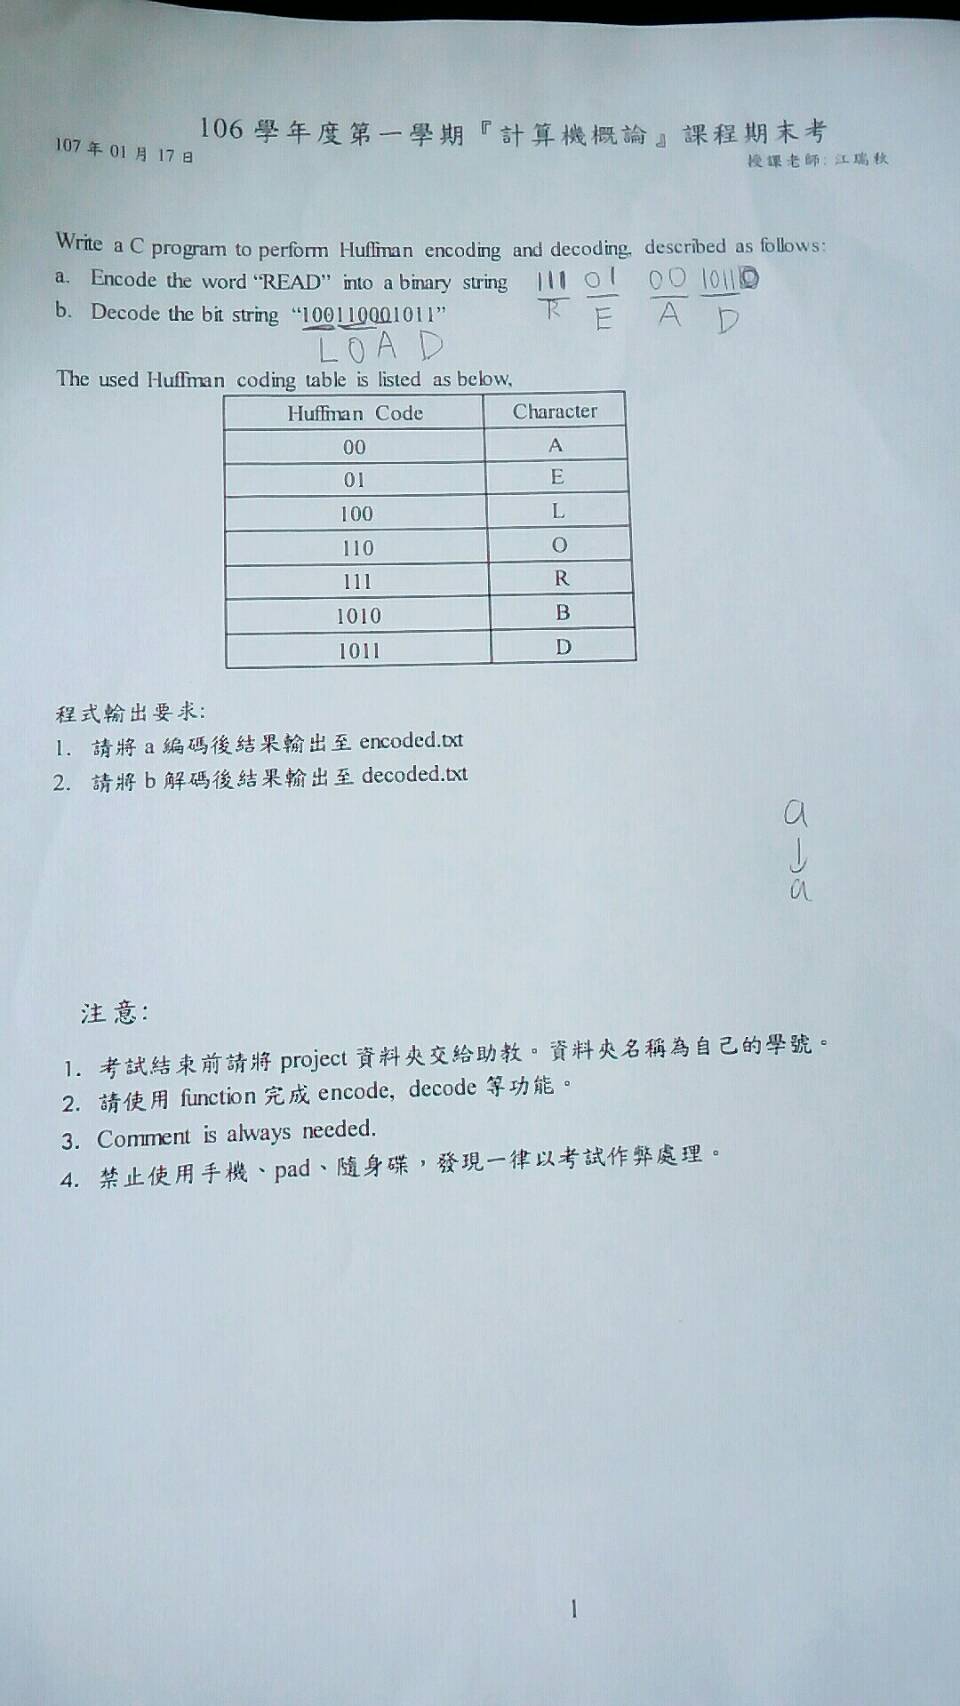 106 學年度第一學期『計算機概論』課程期末考
107 年 01 月 17 日
授課老師: 江瑞秋
Write a C program to perform Huffman encoding and decoding, described as follows:
a. Encode the word “READ” into a binary string 111 01 00 1011
R E A D
b. Decode the bit string “100110001011”
L O A D
The used Huffman coding table is listed as below,
Huffman Code Character
00 A
01 E
100 L
110 O
111 R
1010 B
1011 D
程式輸出要求:
1. 請將 a 編碼後結果輸出至 encoded.txt
2. 請將 b 解碼後結果輸出至 decoded.txt
a
a
注意:
1. 考試結束前請將 project 資料夾交給助教。資料夾名稱為自己的學號。
2. 請使用 function 完成 encode, decode 等功能。
3. Comment is always needed.
4. 禁止使用手機、pad、隨身碟，發現一律以考試作弊處理。
1